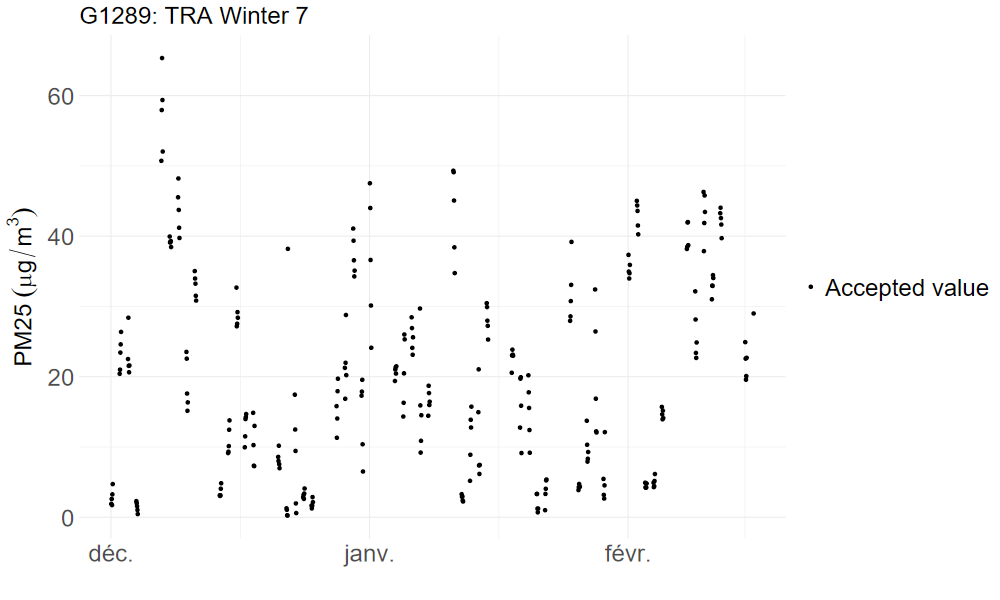 G1289: TRA Winter 7
PM25 (μg/m³)
60
40
20
0
déc.
janv.
févr.
Accepted value